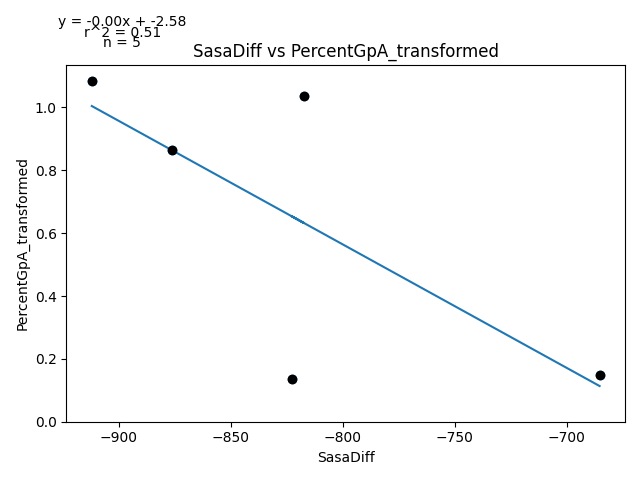 y = -0.00x + -2.58
r^2 = 0.51
n = 5
SasaDiff vs PercentGpA_transformed
PercentGpA_transformed
1.0
0.8
0.6
0.4
0.2
0.0
−900
−850
−800
−750
−700
SasaDiff